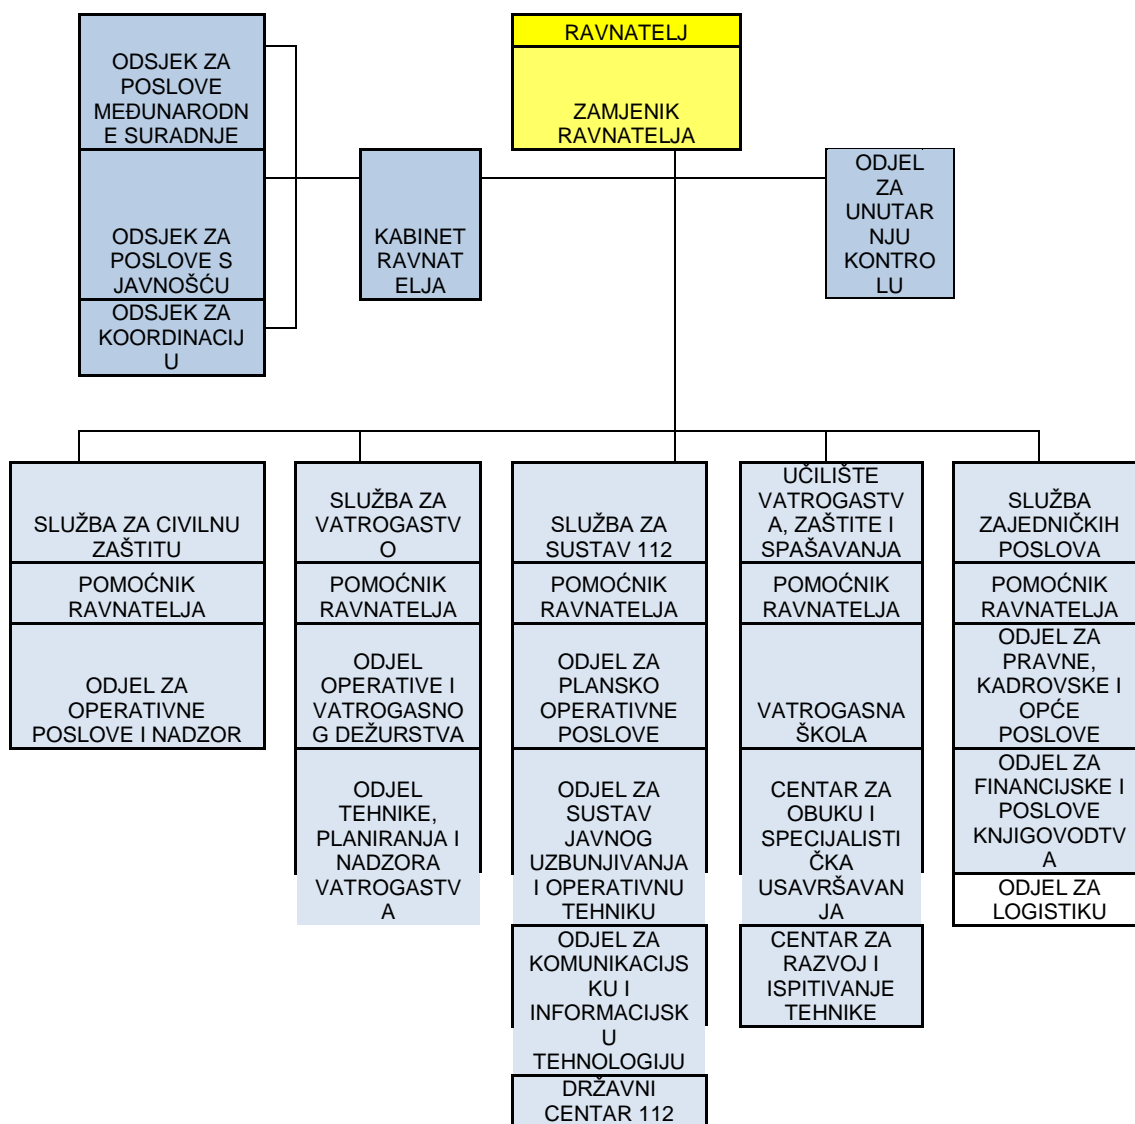 RAVNATELJ
ZAMJENIK
RAVNATELJA
ODSJEK ZA
POSLOVE
MEĐUNARODN
E SURADNJE
ODSJEK ZA
POSLOVE S
JAVNOŠĆU
ODSJEK ZA
KOORDINACIJ
U
KABINET
RAVNAT
ELJA
ODJEL
ZA
UNUTAR
NJU
KONTRO
LU
SLUŽBA ZA CIVILNU
ZAŠTITU
POMOĆNIK
RAVNATELJA
ODJEL ZA
OPERATIVNE
POSLOVE I NADZOR
SLUŽBA ZA
VATROGASTV
O
POMOĆNIK
RAVNATELJA
ODJEL
OPERATIVE I
VATROGASNO
G DEŽURSTVA
ODJEL
TEHNIKE,
PLANIRANJA I
NADZORA
VATROGASTV
A
SLUŽBA ZA
SUSTAV 112
POMOĆNIK
RAVNATELJA
ODJEL ZA
PLANSKO
OPERATIVNE
POSLOVE
ODJEL ZA
SUSTAV
JAVNOG
UZBUNJIVANJA
I OPERATIVNU
TEHNIKU
ODJEL ZA
KOMUNIKACIJS
KU I
INFORMACIJSK
U
TEHNOLOGIJU
DRŽAVNI
CENTAR 112
UČILIŠTE
VATROGASTV
A, ZAŠTITE I
SPAŠAVANJA
POMOĆNIK
RAVNATELJA
VATROGASNA
ŠKOLA
CENTAR ZA
OBUKU I
SPECIJALISTI
ČKA
USAVRŠAVAN
JA
CENTAR ZA
RAZVOJ I
ISPITIVANJE
TEHNIKE
SLUŽBA
ZAJEDNIČKIH
POSLOVA
POMOĆNIK
RAVNATELJA
ODJEL ZA
PRAVNE,
KADROVSKE I
OPĆE
POSLOVE
ODJEL ZA
FINANCIJSKE I
POSLOVE
KNJIGOVODTV
A
ODJEL ZA
LOGISTIKU